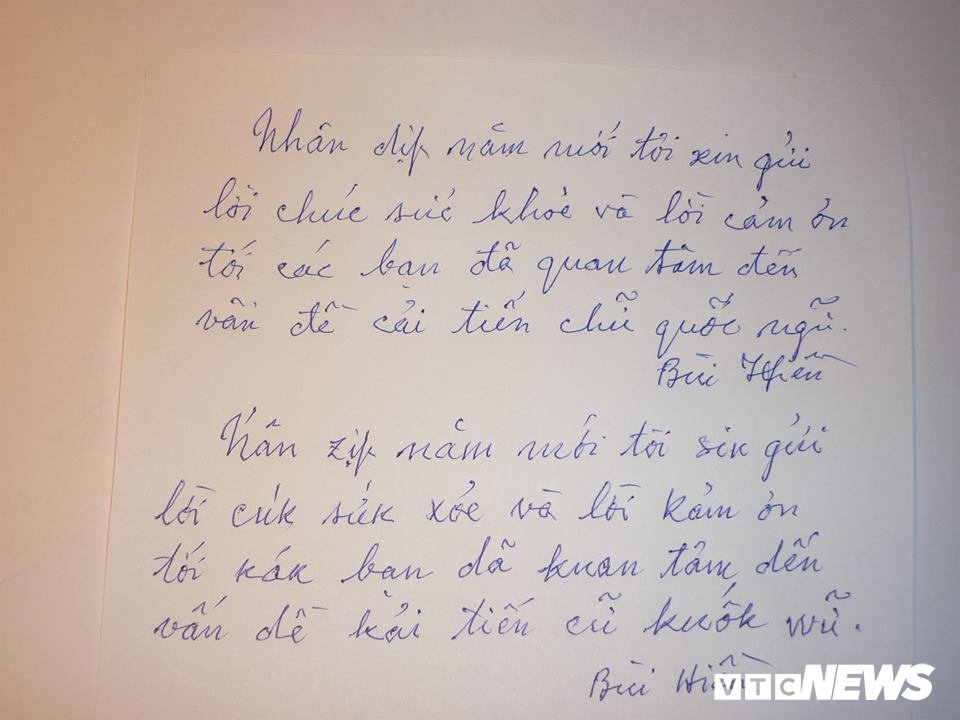 Nhân dịp năm mới tôi xin gửi
lời chúc sức khỏe và lời cảm ơn
tới các bạn đã quan tâm đến
vấn đề cải tiến chữ quốc ngữ.
Bùi Hiền
N'ân zịp năm mới tôi sin gửi
lời cúk sứk xỏe và lời kảm ơn
tới kák bạn dã kuan tâm dến
vấn dề kải tiến cữ kuốk wữ.
Bùi Hiền
VTC NEWS